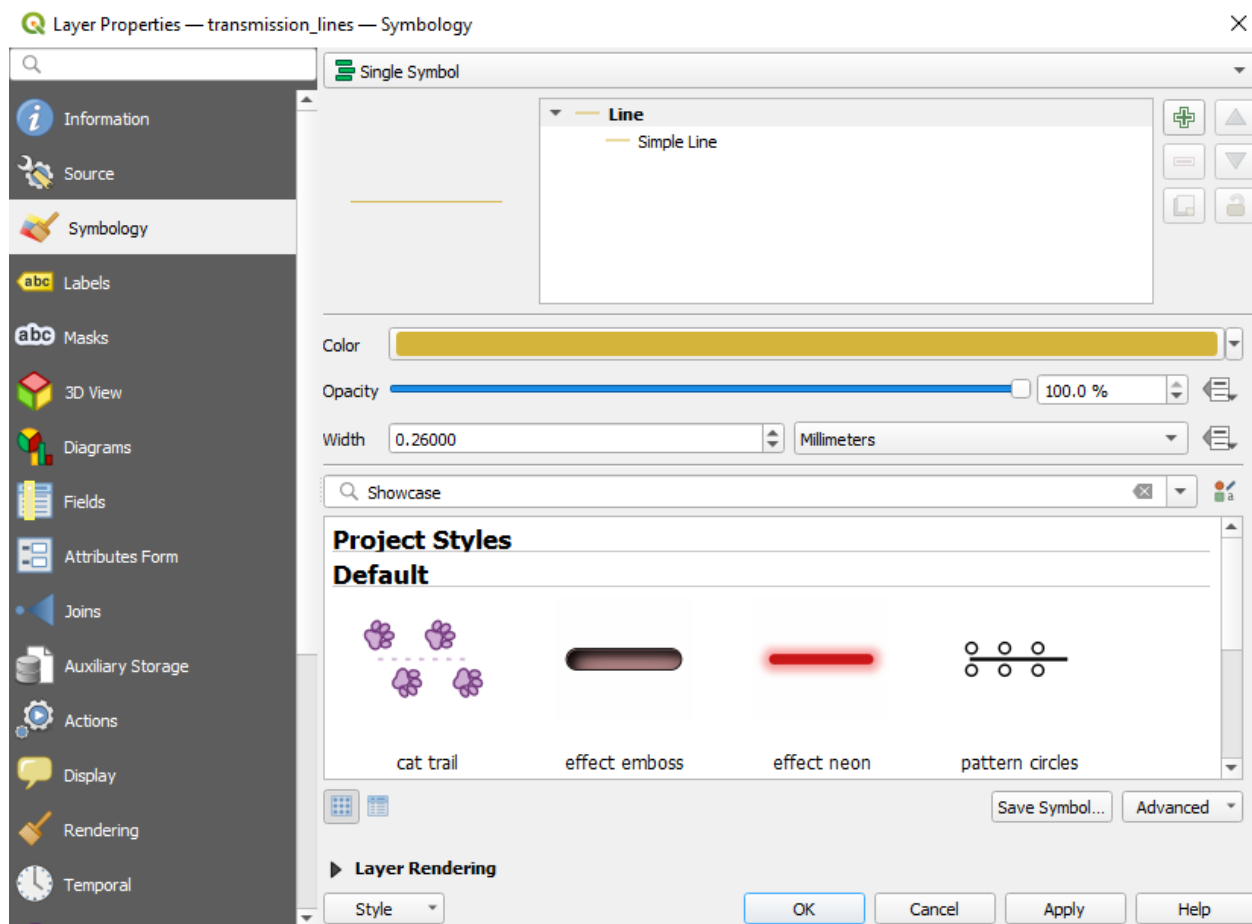 Layer Properties — transmission_lines — Symbology
Single Symbol
Information
Source
Symbology
Labels
Masks
3D View
Diagrams
Fields
Attributes Form
Joins
Auxiliary Storage
Actions
Display
Rendering
Temporal
abc
abc
Line
Simple Line
Color
Opacity
100.0 %
Width
0.26000
Millimeters
Showcase
a
Project Styles
Default
cat trail
effect emboss
effect neon
pattern circles
Save Symbol...
Advanced
Layer Rendering
Style
OK
Cancel
Apply
Help